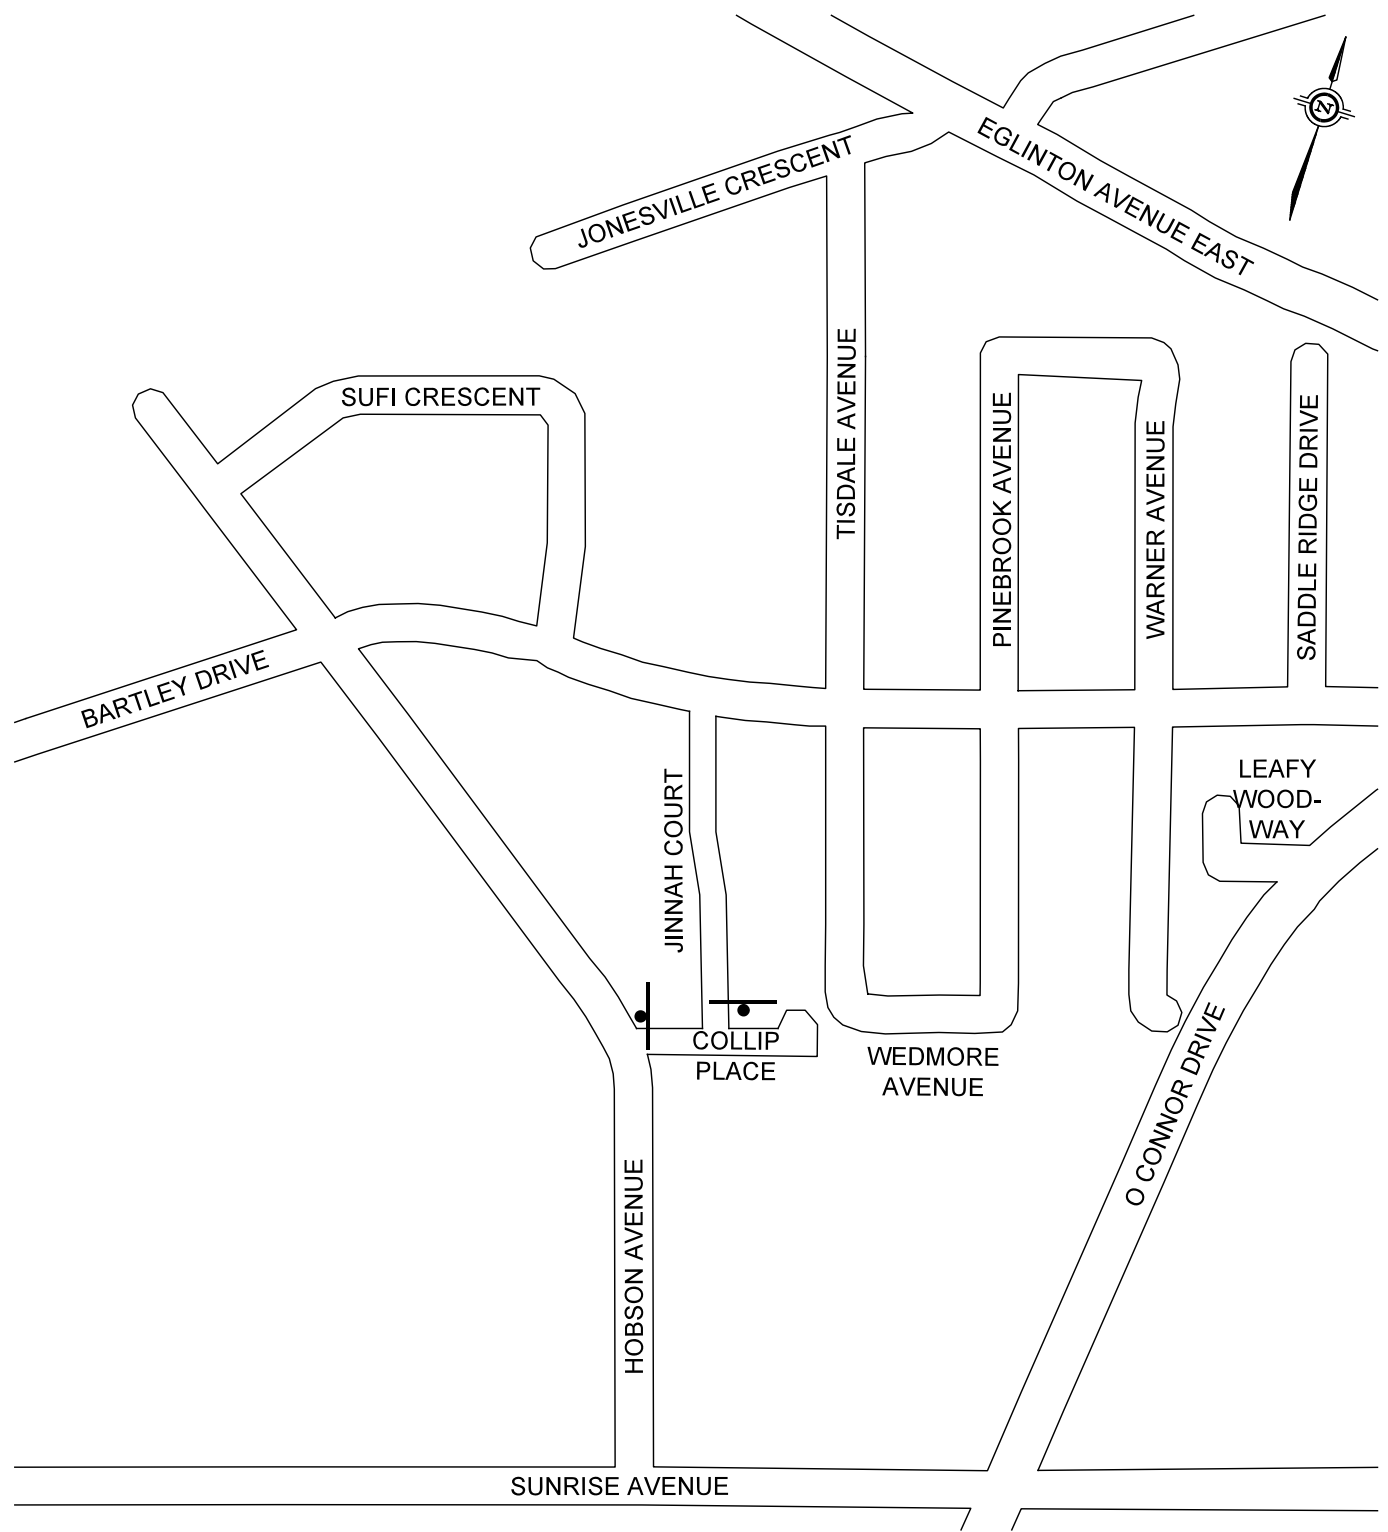 EGLINTON AVENUE EAST
N
JONESVILLE CRESCENT
SUFI CRESCENT
TISDALE AVENUE
PINEBROOK AVENUE
WARNER AVENUE
SADDLE RIDGE DRIVE
BARTLEY DRIVE
JINNAH COURT
LEAFY
WOOD-
WAY
COLLIP
PLACE
WEDMORE
AVENUE
O CONNOR DRIVE
HOBSON AVENUE
SUNRISE AVENUE